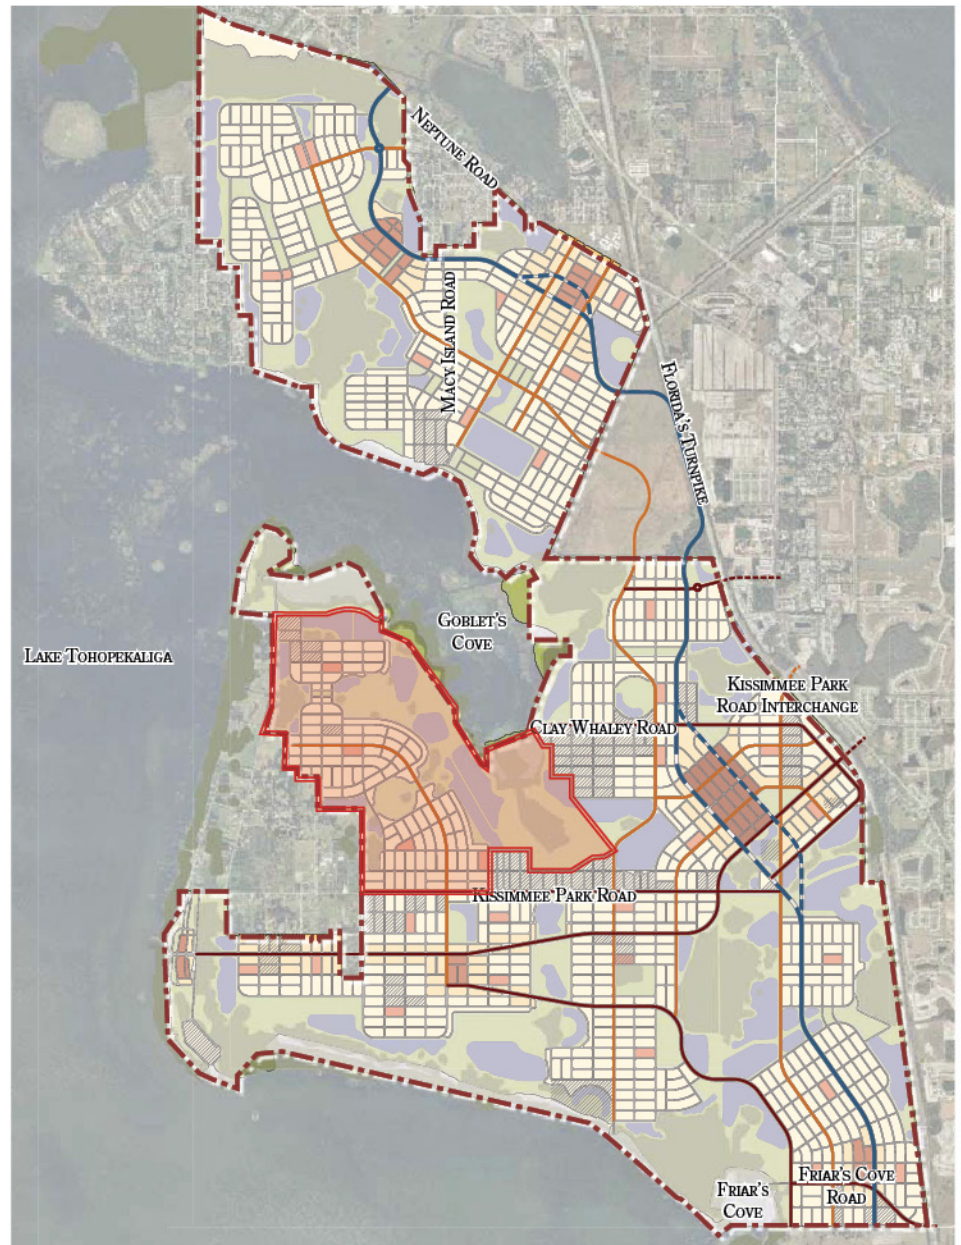 Neptune Road
Macy Island Road
Florida's Turnpike
Goblet's
Cove
Lake Tohopekaliga
Kissimmee Park
Road Interchange
Clay Whaley Road
Kissimmee Park Road
Friar's
Cove
Friar's Cove
Road